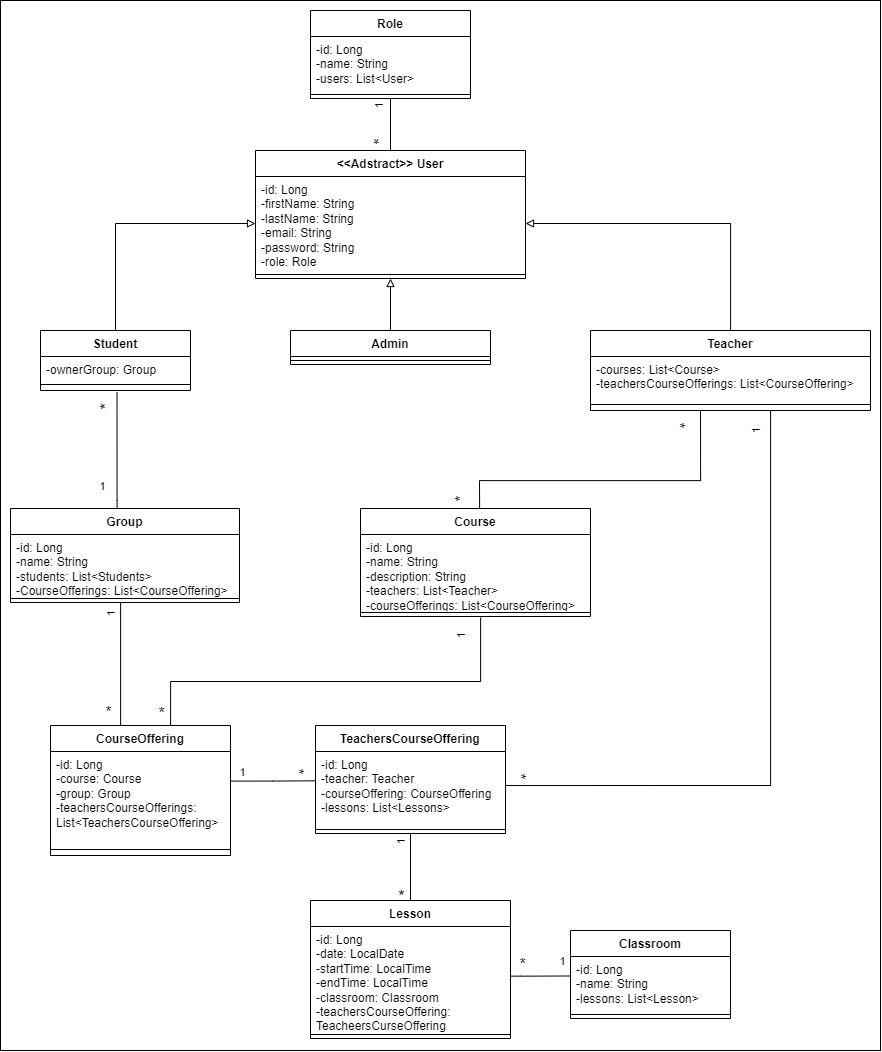 Role
-id: Long
-name: String
-users: List<User>
1
*
<<Adstract>> User
-id: Long
-firstName: String
-lastName: String
-email: String
-password: String
-role: Role
Student
-ownerGroup: Group
Admin
Teacher
-courses: List<Course>
-teachersCourseOfferings: List<CourseOffering>
*
1
*
1
*
Group
-id: Long
-name: String
-students: List<Students>
-CourseOfferings: List<CourseOffering>
Course
-id: Long
-name: String
-description: String
-teachers: List<Teacher>
-courseOfferings: List<CourseOffering>
1
1
*
*
CourseOffering
-id: Long
-course: Course
-group: Group
-teachersCourseOfferings:
List<TeachersCourseOffering>
1
*
TeachersCourseOffering
-id: Long
-teacher: Teacher
-courseOffering: CourseOffering
-lessons: List<Lessons>
*
1
*
Lesson
-id: Long
-date: LocalDate
-startTime: LocalTime
-endTime: LocalTime
-classroom: Classroom
-teachersCourseOffering:
TeacheersCurseOffering
*
1
Classroom
-id: Long
-name: String
-lessons: List<Lesson>